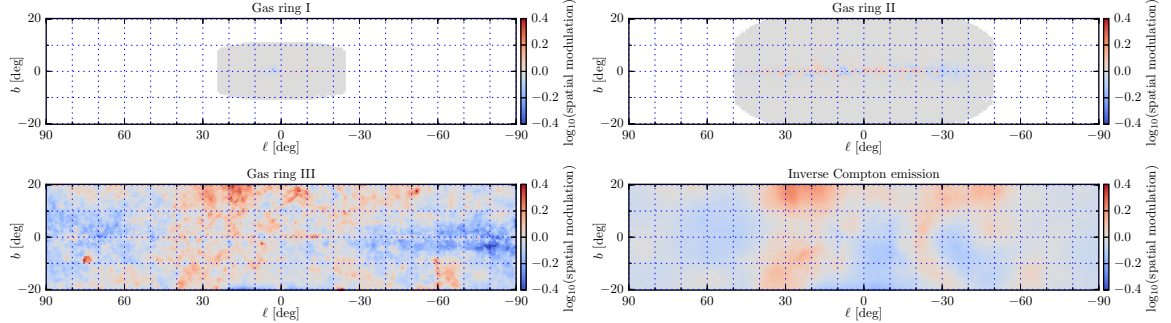 Gas ring I
20
0
−20
b [deg]
90 60 30 0 −30 −60 −90
ℓ [deg]
0.4
0.2
0.0
−0.2
−0.4
log₁₀(spatial modulation)
Gas ring II
20
0
−20
b [deg]
90 60 30 0 −30 −60 −90
ℓ [deg]
0.4
0.2
0.0
−0.2
−0.4
log₁₀(spatial modulation)
Gas ring III
20
0
−20
b [deg]
90 60 30 0 −30 −60 −90
ℓ [deg]
0.4
0.2
0.0
−0.2
−0.4
log₁₀(spatial modulation)
Inverse Compton emission
20
0
−20
b [deg]
90 60 30 0 −30 −60 −90
ℓ [deg]
0.4
0.2
0.0
−0.2
−0.4
log₁₀(spatial modulation)